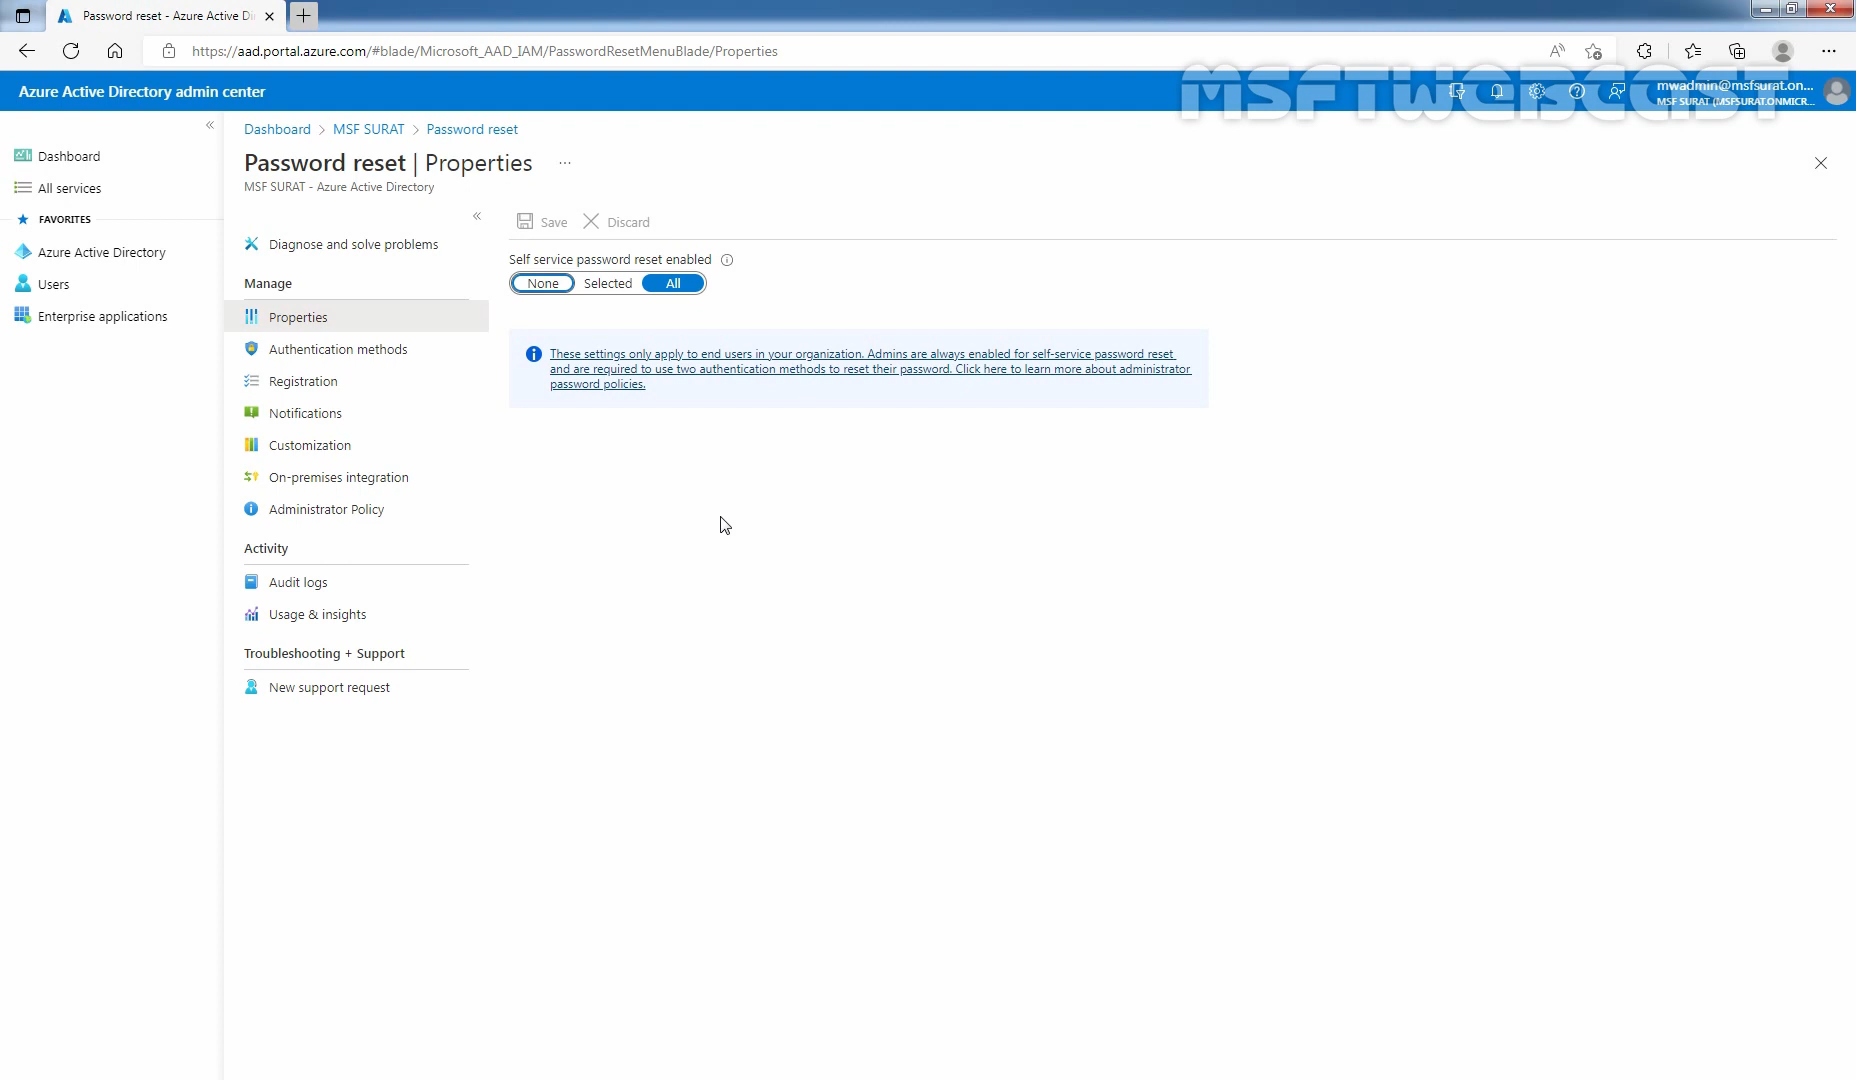 Password reset - Azure Active Di
https://aad.portal.azure.com/#blade/Microsoft_AAD_IAM/PasswordResetMenuBlade/Properties
MSFTWEBCAST
Azure Active Directory admin center
mwadmin@msfsurat.on...
MSF SURAT (MSFSURAT.ONMICR...
Dashboard
All services
FAVORITES
Azure Active Directory
Users
Enterprise applications
Dashboard > MSF SURAT > Password reset
Password reset | Properties ...
MSF SURAT - Azure Active Directory
Diagnose and solve problems
Manage
Properties
Authentication methods
Registration
Notifications
Customization
On-premises integration
Administrator Policy
Activity
Audit logs
Usage & insights
Troubleshooting + Support
New support request
Save Discard
Self service password reset enabled
None Selected All
These settings only apply to end users in your organization. Admins are always enabled for self-service password reset
and are required to use two authentication methods to reset their password. Click here to learn more about administrator
password policies.